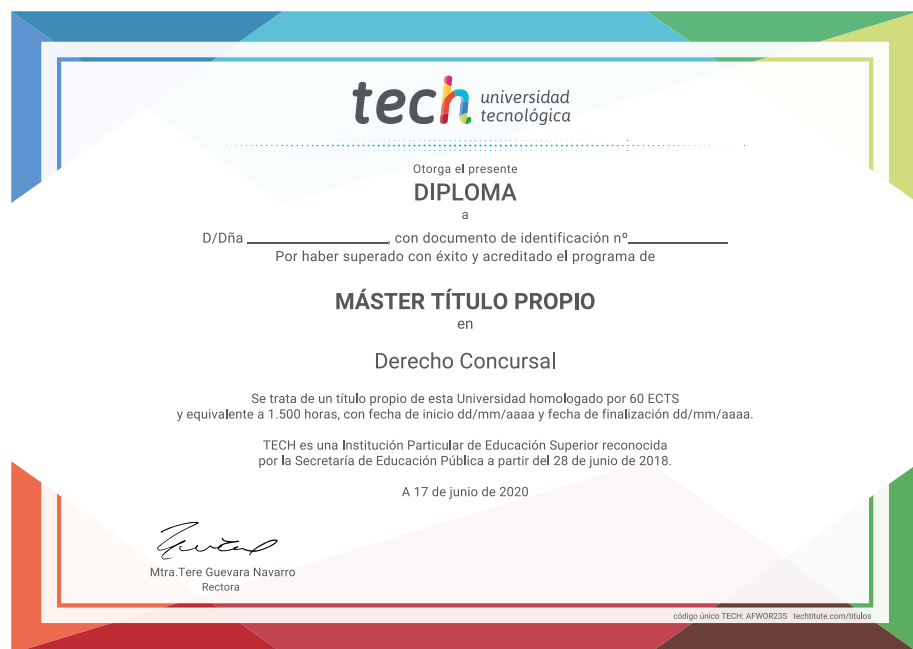 tech universidad
tecnológica
Otorga el presente
DIPLOMA
a
D/Dña ____________________, con documento de identificación nº______________
Por haber superado con éxito y acreditado el programa de
MÁSTER TÍTULO PROPIO
en
Derecho Concursal
Se trata de un título propio de esta Universidad homologado por 60 ECTS
y equivalente a 1.500 horas, con fecha de inicio dd/mm/aaaa y fecha de finalización dd/mm/aaaa.
TECH es una Institución Particular de Educación Superior reconocida
por la Secretaría de Educación Pública a partir del 28 de junio de 2018.
A 17 de junio de 2020
Mtra.Tere Guevara Navarro
Rectora
código único TECH: AFWOR23S techtitute.com/titulos